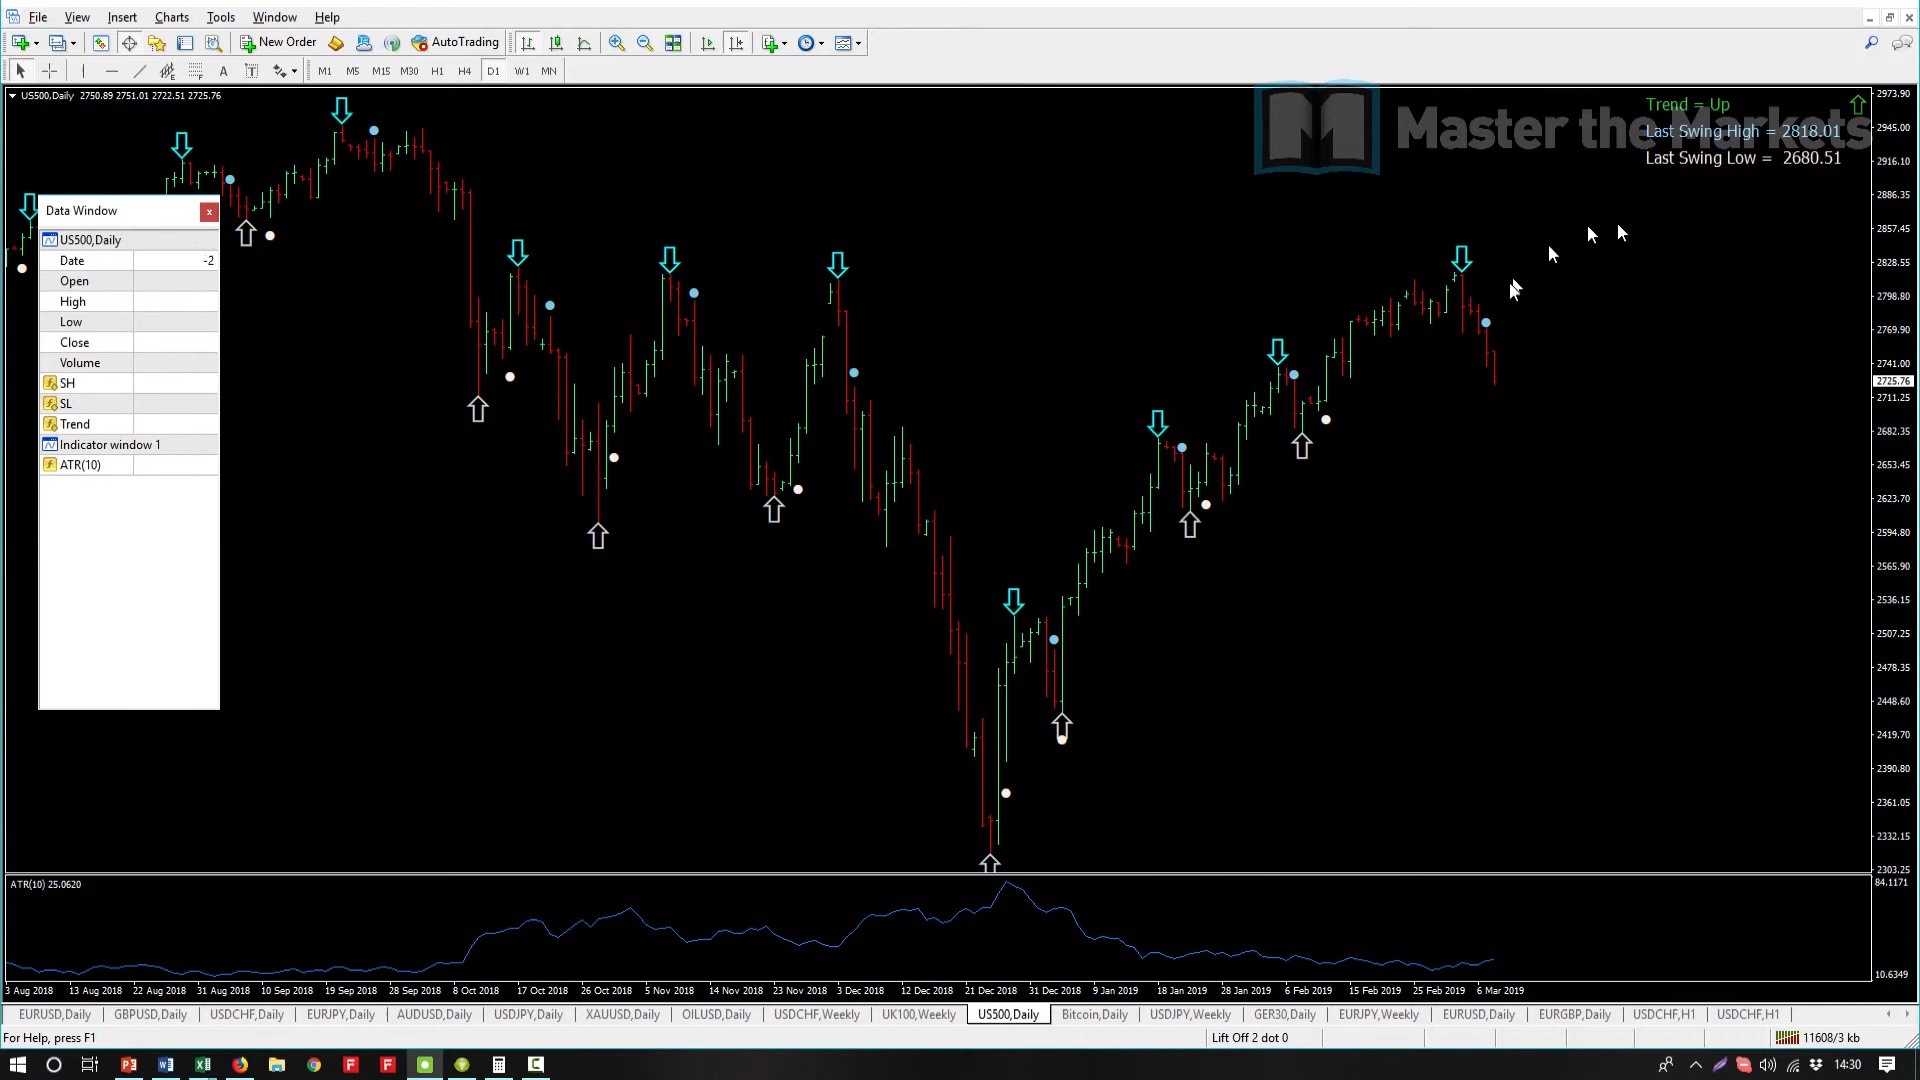 File View Insert Charts Tools Window Help
New Order AutoTrading
A T M1 M5 M15 M30 H1 H4 D1 W1 MN
US500,Daily 2750.89 2751.01 2722.51 2725.76
Master the Markets
Trend = Up
Last Swing High = 2818.01
Last Swing Low = 2680.51
2973.90
2945.00
2916.10
2886.35
2857.45
2828.55
2798.80
2769.90
2741.00
2725.76
2711.25
2682.35
2653.45
2623.70
2594.80
2565.90
2536.15
2507.25
2478.35
2448.60
2419.70
2390.80
2361.05
2332.15
2303.25
Data Window x
US500,Daily
Date -2
Open
High
Low
Close
Volume
SH
SL
Trend
Indicator window 1
ATR(10)
ATR(10) 25.0620
84.1171
10.6349
3 Aug 2018 13 Aug 2018 22 Aug 2018 31 Aug 2018 10 Sep 2018 19 Sep 2018 28 Sep 2018 8 Oct 2018 17 Oct 2018 26 Oct 2018 5 Nov 2018 14 Nov 2018 23 Nov 2018 3 Dec 2018 12 Dec 2018 21 Dec 2018 31 Dec 2018 9 Jan 2019 18 Jan 2019 28 Jan 2019 6 Feb 2019 15 Feb 2019 25 Feb 2019 6 Mar 2019
EURUSD,Daily GBPUSD,Daily USDCHF,Daily EURJPY,Daily AUDUSD,Daily USDJPY,Daily XAUUSD,Daily OILUSD,Daily USDCHF,Weekly UK100,Weekly US500,Daily Bitcoin,Daily USDJPY,Weekly GER30,Daily EURJPY,Weekly EURUSD,Daily EURGBP,Daily USDCHF,H1 USDCHF,H1
For Help, press F1 Lift Off 2 dot 0 11608/3 kb
14:30